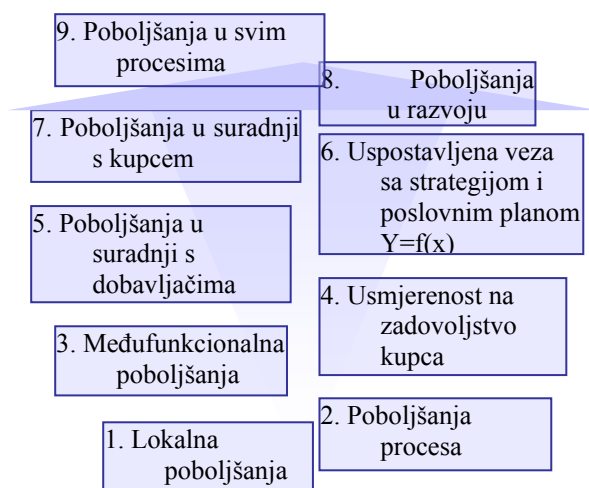 9. Poboljšanja u svim
procesima
8. Poboljšanja
u razvoju
7. Poboljšanja u suradnji
s kupcem
6. Uspostavljena veza
sa strategijom i
poslovnim planom
Y=f(x)
5. Poboljšanja u
suradnji s
dobavljačima
4. Usmjerenost na
zadovoljstvo
kupca
3. Međufunkcionalna
poboljšanja
2. Poboljšanja
procesa
1. Lokalna
poboljšanja